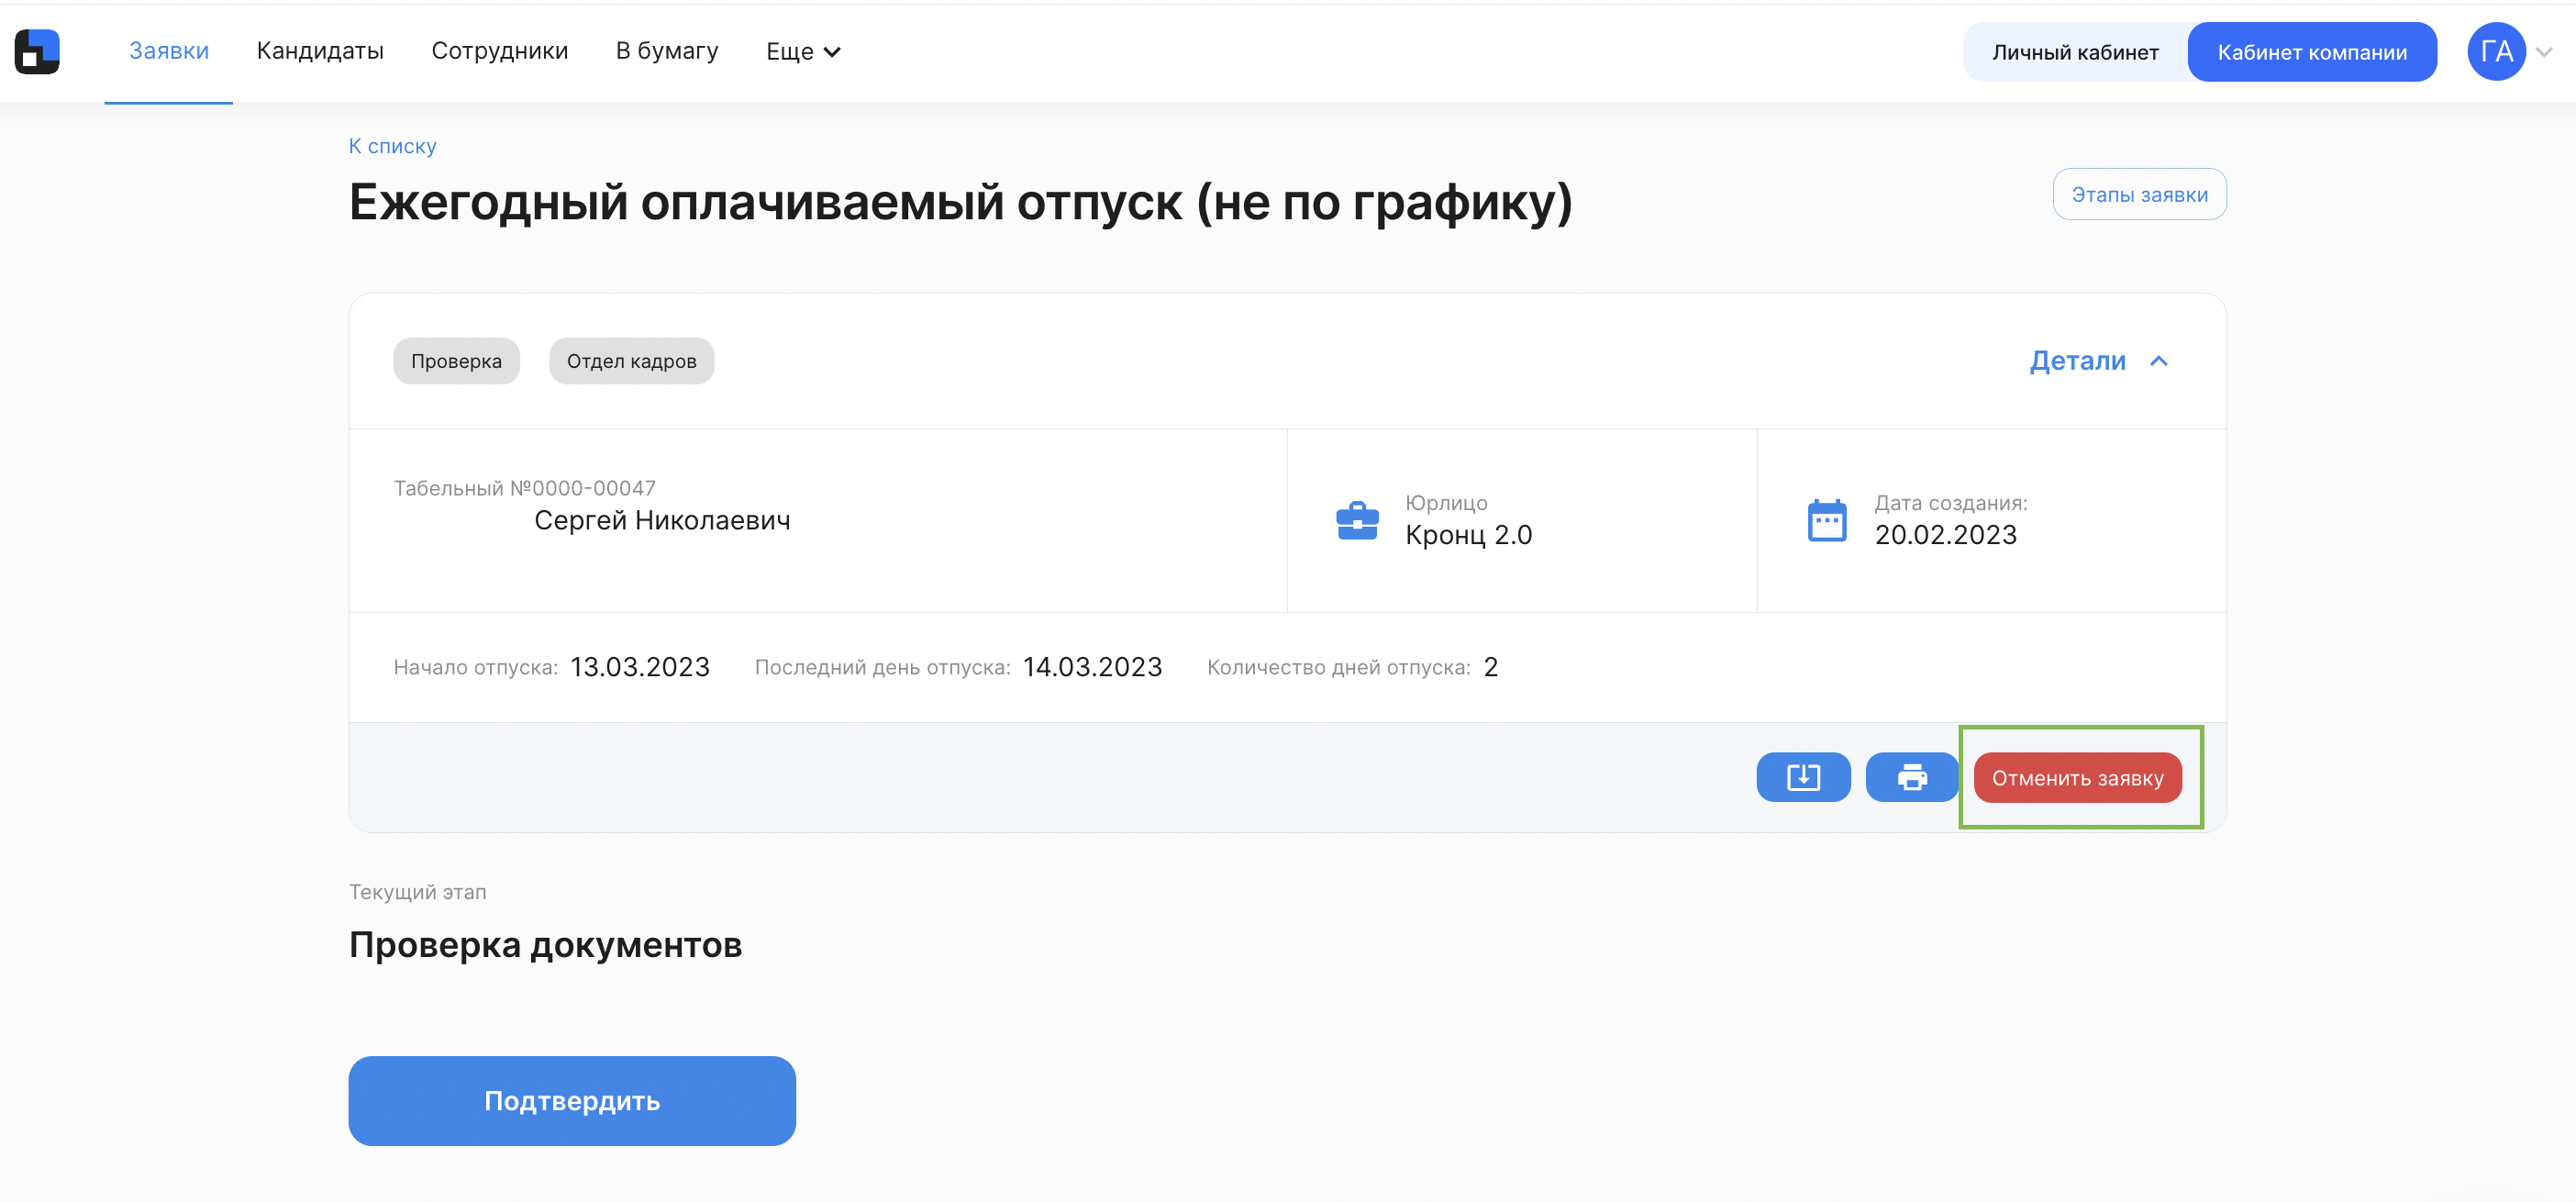 Заявки Кандидаты Сотрудники В бумагу Еще Личный кабинет Кабинет компании ГА
К списку
Ежегодный оплачиваемый отпуск (не по графику)
Этапы заявки
Проверка Отдел кадров Детали
Табельный №0000-00047
Сергей Николаевич
Юрлицо
Кронц 2.0
Дата создания:
20.02.2023
Начало отпуска: 13.03.2023 Последний день отпуска: 14.03.2023 Количество дней отпуска: 2
Отменить заявку
Текущий этап
Проверка документов
Подтвердить